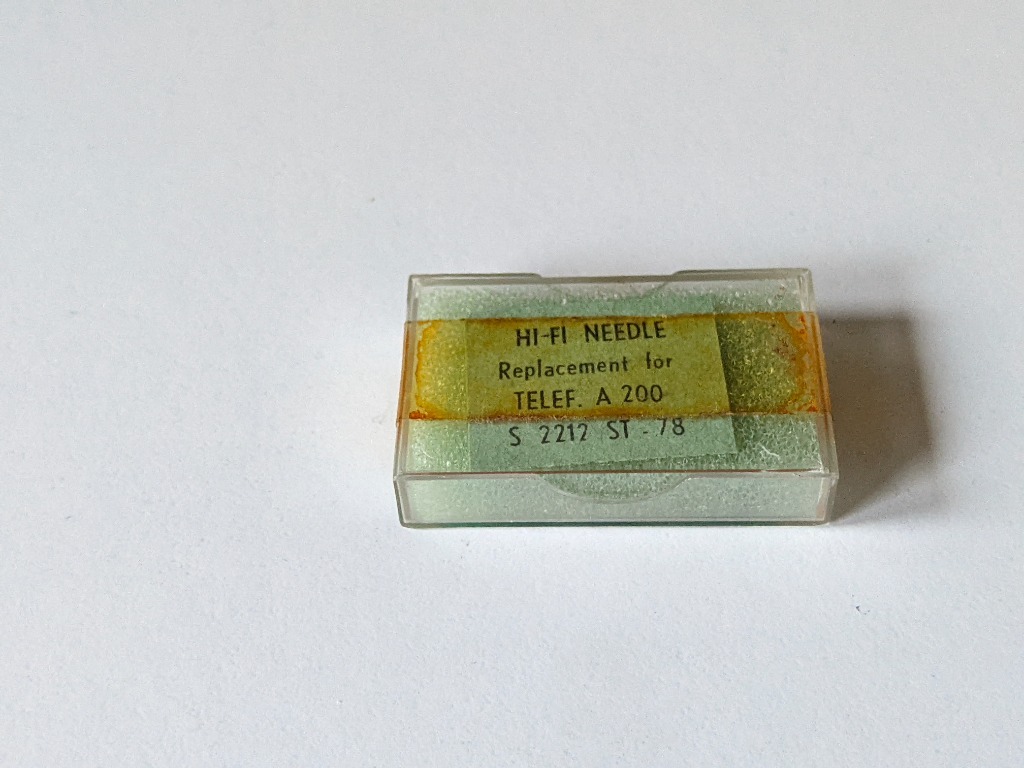 HI-FI NEEDLE
Replacement for
TELEF. A 200
S 2212 ST - 78